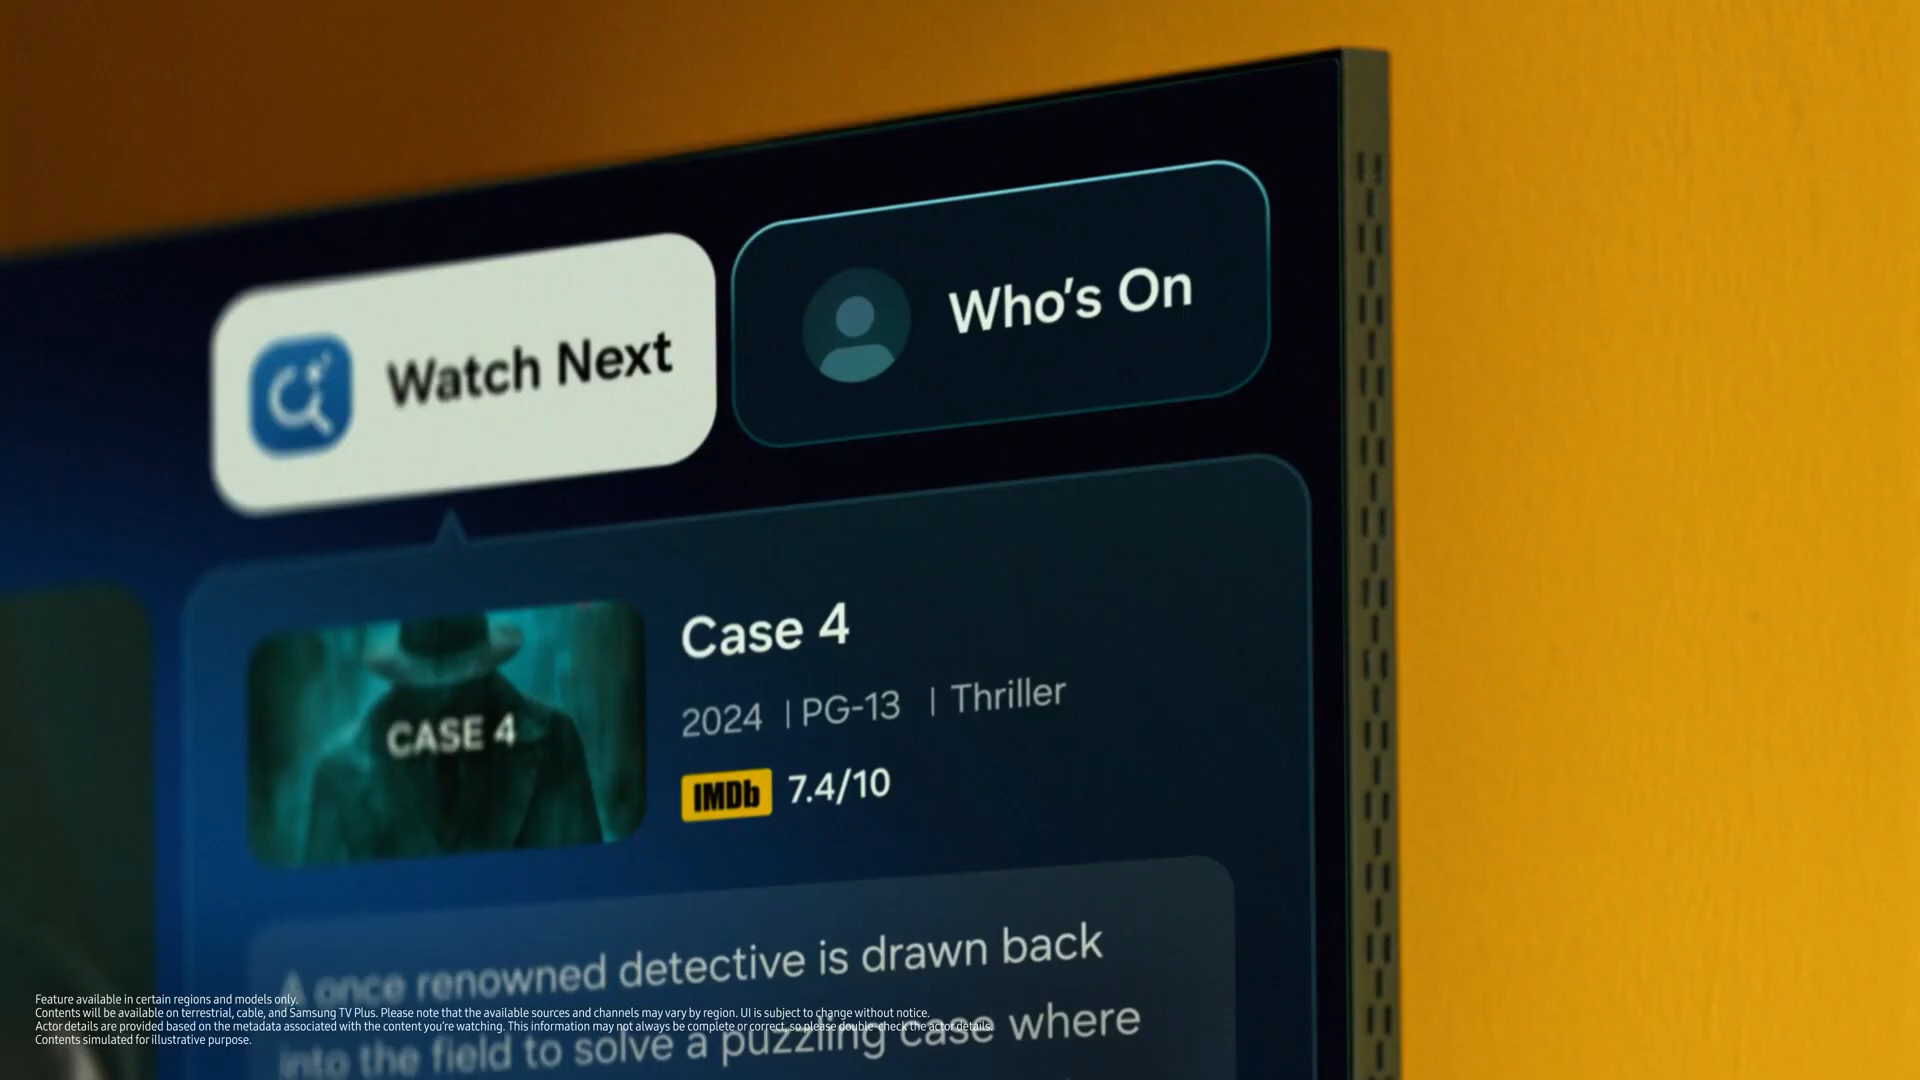 Watch Next
Who's On
CASE 4
Case 4
2024 | PG-13 | Thriller
IMDb 7.4/10
A once renowned detective is drawn back
into the field to solve a puzzling case where
Feature available in certain regions and models only.
Contents will be available on terrestrial, cable, and Samsung TV Plus. Please note that the available sources and channels may vary by region. UI is subject to change without notice.
Actor details are provided based on the metadata associated with the content you're watching. This information may not always be complete or correct, so please double-check the actor details.
Contents simulated for illustrative purpose.